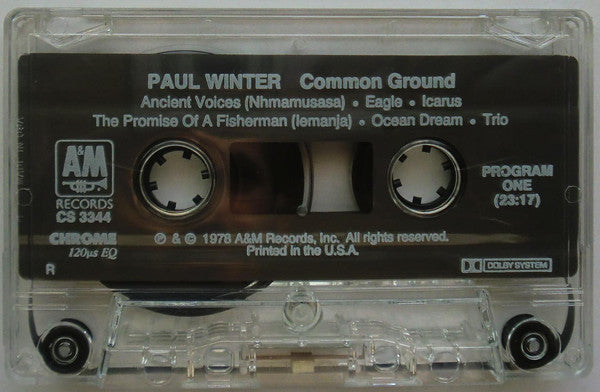 PAUL WINTER Common Ground
Ancient Voices (Nhmamusasa) • Eagle • Icarus
The Promise Of A Fisherman (Iemanja) • Ocean Dream • Trio
A&M
RECORDS
CS 3344
PROGRAM
ONE
(23:17)
CHROME
120µs EQ
℗ & © 1978 A&M Records, Inc. All rights reserved.
Printed in the U.S.A.
R
DOLBY SYSTEM